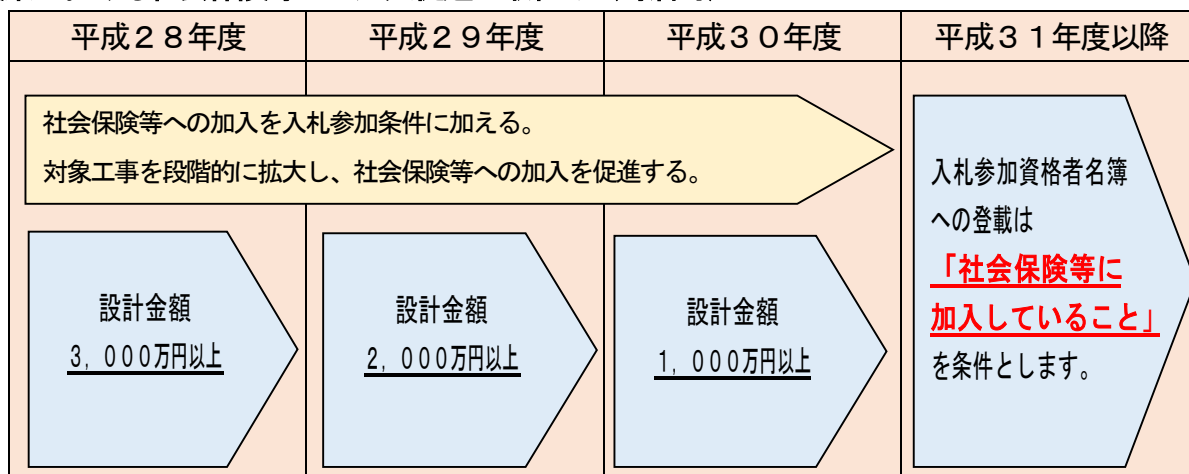 平成２８年度
平成２９年度
平成３０年度
平成３１年度以降
社会保険等への加入を入札参加条件に加える。
対象工事を段階的に拡大し、社会保険等への加入を促進する。
設計金額
３，０００万円以上
設計金額
２，０００万円以上
設計金額
１，０００万円以上
入札参加資格者名簿
への登載は
「社会保険等に
加入していること」
を条件とします。